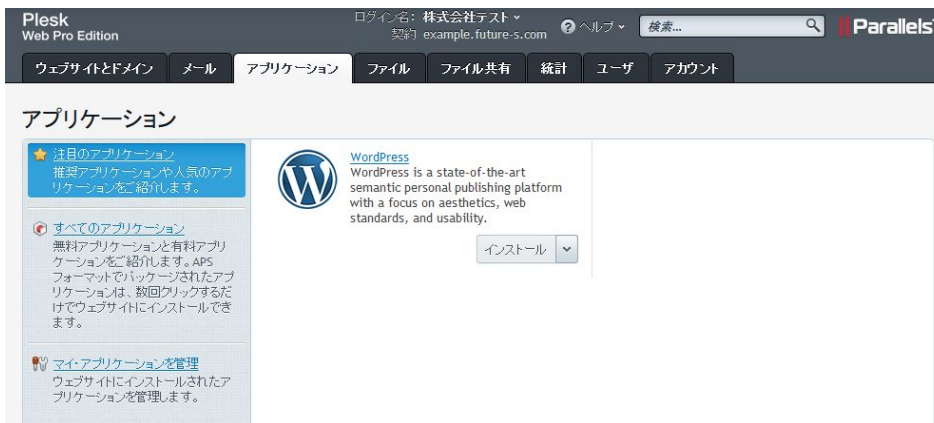 Plesk
Web Pro Edition
ログイン名: 株式会社テスト
契約 example.future-s.com
ヘルプ
検索...
Parallels
ウェブサイトとドメイン
メール
アプリケーション
ファイル
ファイル共有
統計
ユーザ
アカウント
アプリケーション
注目のアプリケーション
推奨アプリケーションや人気のアプ
リケーションをご紹介します。
すべてのアプリケーション
無料アプリケーションと有料アプリ
ケーションをご紹介します。APS
フォーマットでパッケージされたアプ
リケーションは、数回クリックするだ
けでウェブサイトにインストールでき
ます。
マイ・アプリケーションを管理
ウェブサイトにインストールされたア
プリケーションを管理します。
WordPress
WordPress is a state-of-the-art
semantic personal publishing platform
with a focus on aesthetics, web
standards, and usability.
インストール